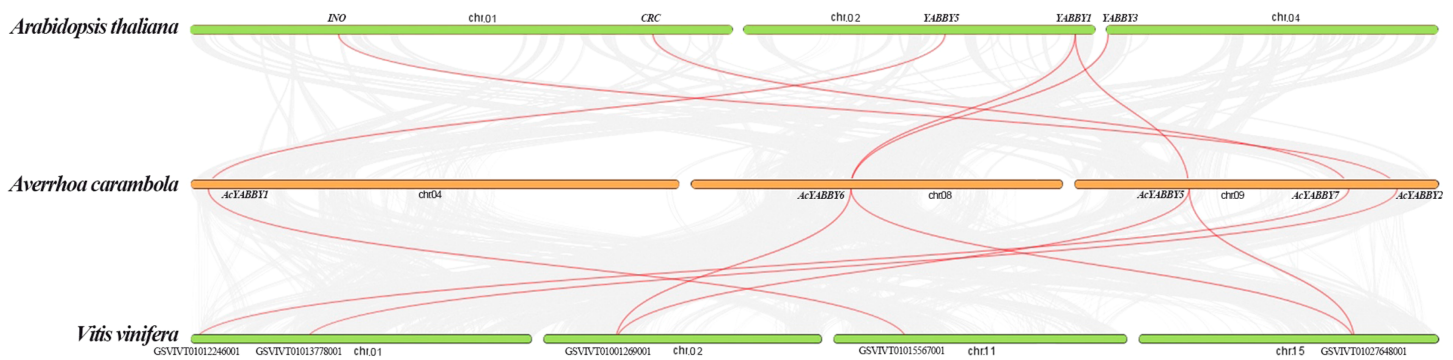 INO chr.01 CRC chr.02 YABBY5 YABBY1 YABBY3 chr.04
Arabidopsis thaliana
Averrhoa carambola
AcYABBY1 chr04 AcYABBY6 chr08 AcYABBY5 chr09 AcYABBY7 AcYABBY2
Vitis vinifera
GSVIVT01012246001 GSVIVT01013778001 chr.01 GSVIVT01001269001 chr.02 GSVIVT01015567001 chr.11 chr.15 GSVIVT01027648001